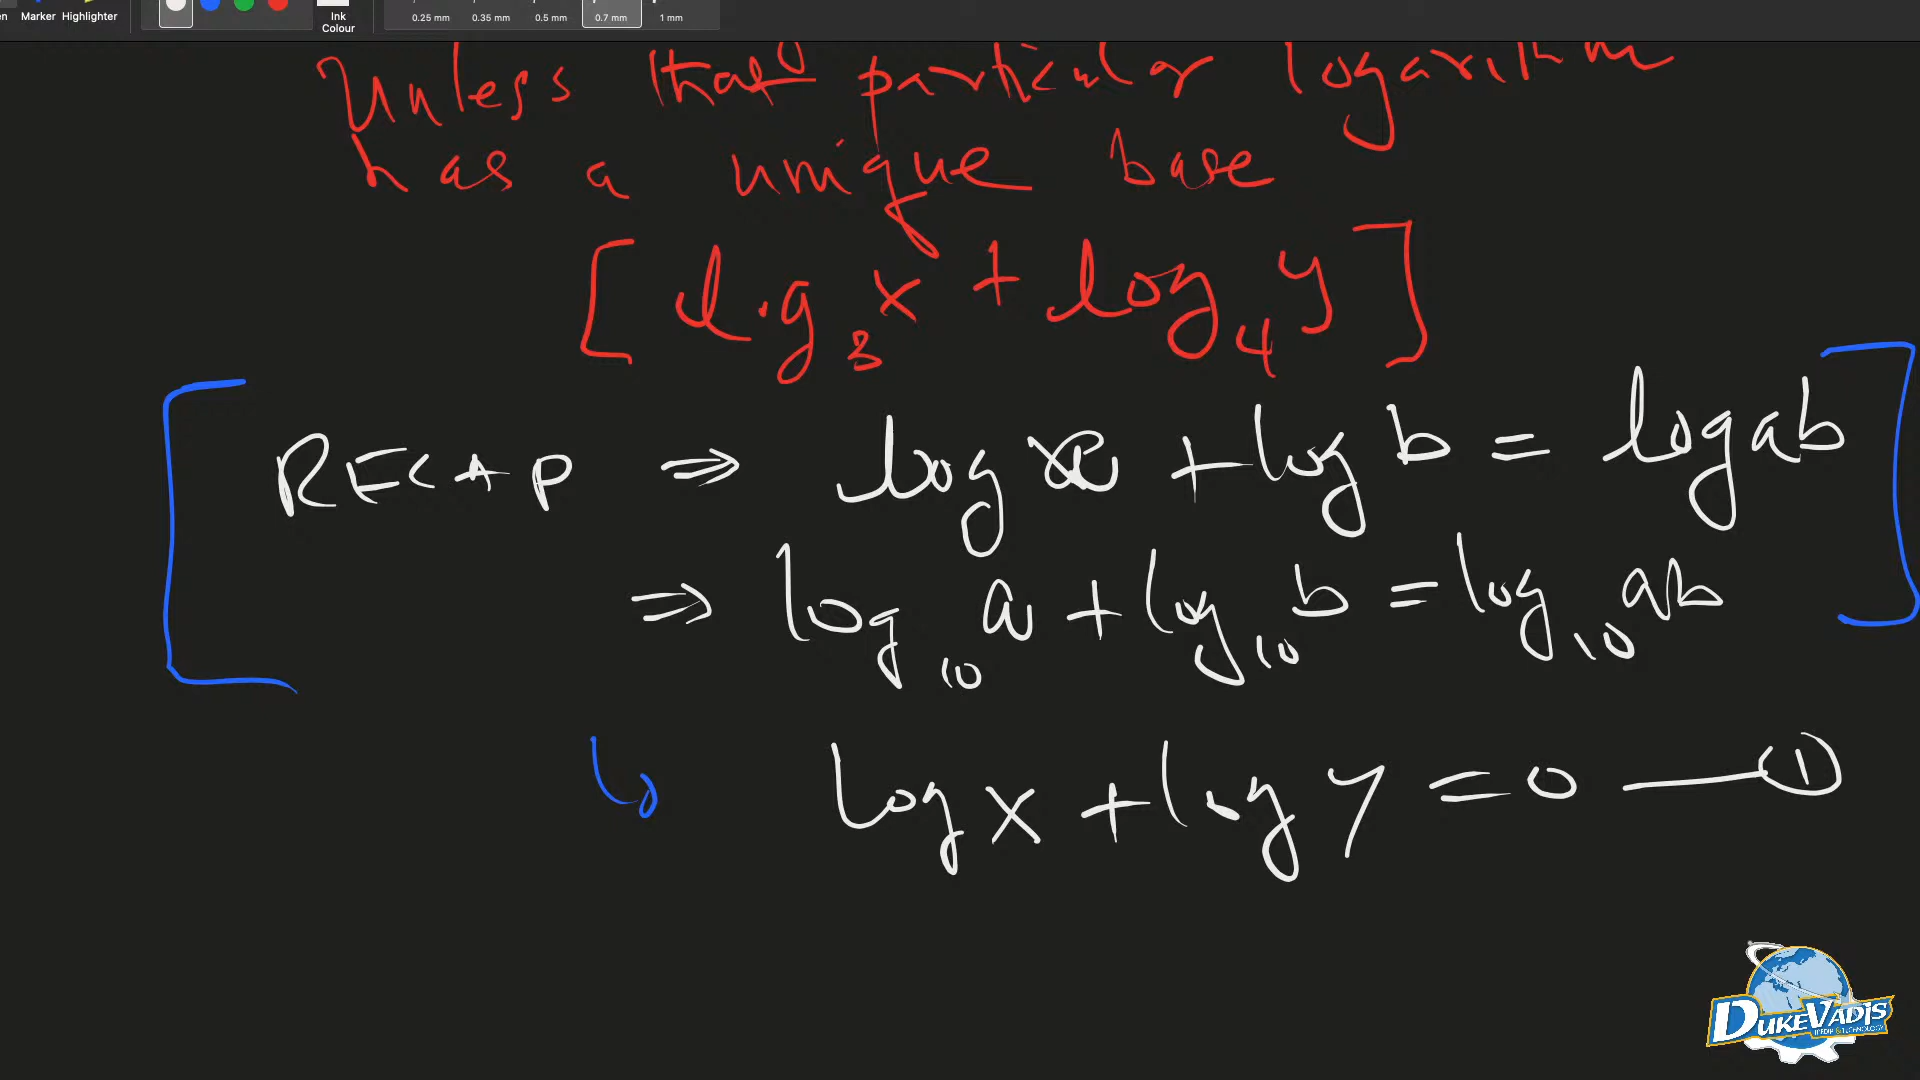 Marker Highlighter Ink Colour 0.25 mm 0.35 mm 0.5 mm 0.7 mm 1 mm
Unless that particular logarithm
has a unique base
[ log₃ x + log₄ y ]
RECAP ⇒ log a + log b = log ab
⇒ log₁₀ a + log₁₀ b = log₁₀ ab
↳ log x + log y = 0 — ①
DUKEVADIS
MEDIA & TECHNOLOGY